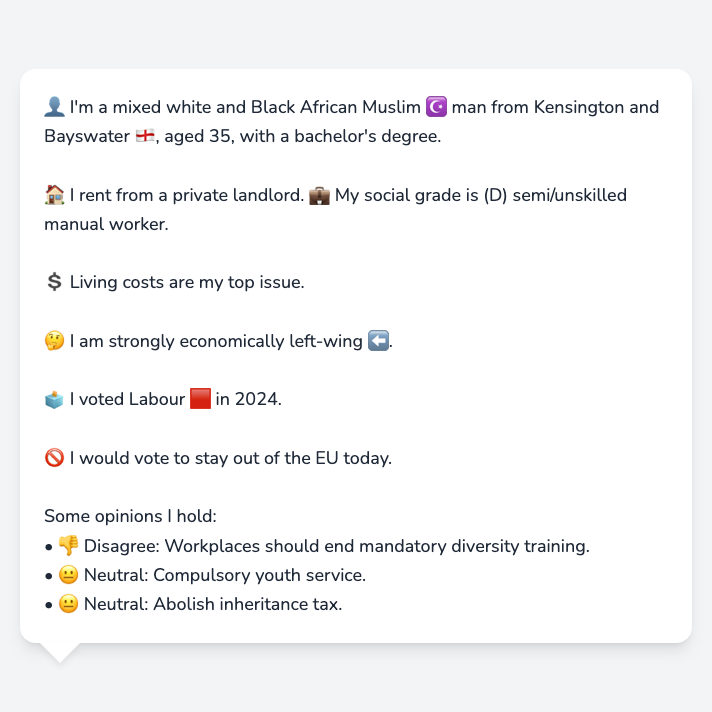 👤 I'm a mixed white and Black African Muslim ☪️ man from Kensington and
Bayswater 🏴󠁧󠁢󠁥󠁮󠁧󠁿, aged 35, with a bachelor's degree.
🏠 I rent from a private landlord. 💼 My social grade is (D) semi/unskilled
manual worker.
💲 Living costs are my top issue.
🤔 I am strongly economically left-wing ⬅️.
🗳️ I voted Labour 🟥 in 2024.
🚫 I would vote to stay out of the EU today.
Some opinions I hold:
• 👎 Disagree: Workplaces should end mandatory diversity training.
• 😐 Neutral: Compulsory youth service.
• 😐 Neutral: Abolish inheritance tax.